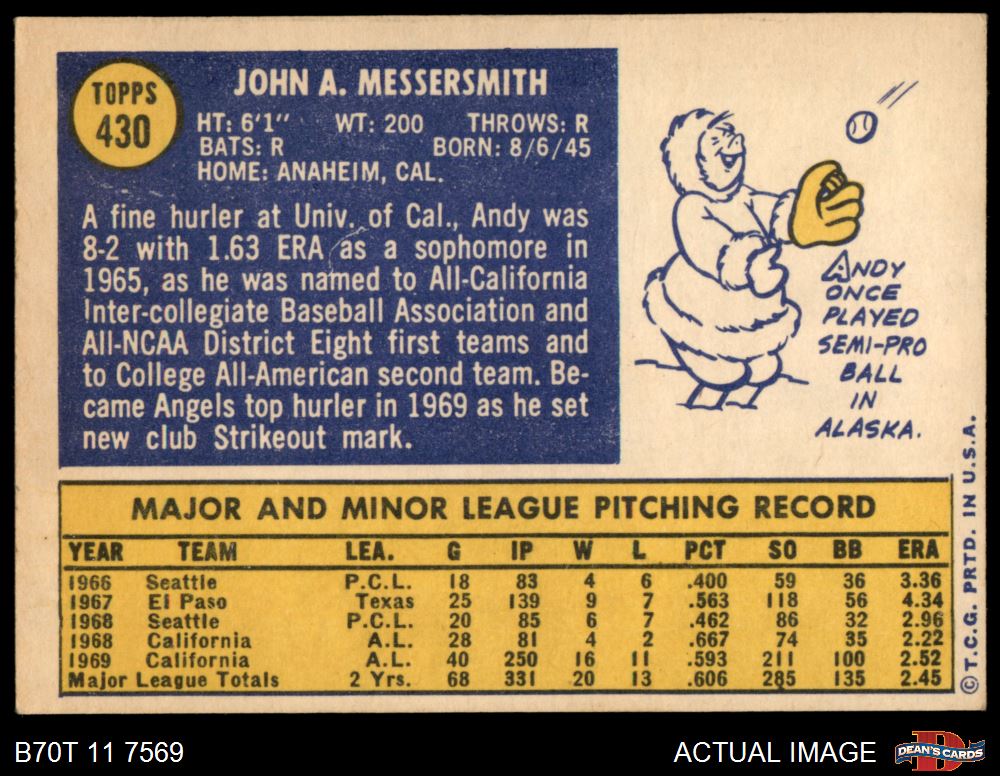 TOPPS
430
JOHN A. MESSERSMITH
HT: 6'1" WT: 200 THROWS: R
BATS: R BORN: 8/6/45
HOME: ANAHEIM, CAL.
A fine hurler at Univ. of Cal., Andy was
8-2 with 1.63 ERA as a sophomore in
1965, as he was named to All-California
Inter-collegiate Baseball Association and
All-NCAA District Eight first teams and
to College All-American second team. Be-
came Angels top hurler in 1969 as he set
new club Strikeout mark.
ANDY
ONCE
PLAYED
SEMI-PRO
BALL
IN
ALASKA.
MAJOR AND MINOR LEAGUE PITCHING RECORD
YEAR TEAM LEA. G IP W L PCT SO BB ERA
1966 Seattle P.C.L. 18 83 4 6 .400 59 36 3.36
1967 El Paso Texas 25 139 9 7 .563 118 56 4.34
1968 Seattle P.C.L. 20 85 6 7 .462 86 32 2.96
1968 California A.L. 28 81 4 2 .667 74 35 2.22
1969 California A.L. 40 250 16 11 .593 211 100 2.52
Major League Totals 2 Yrs. 68 331 20 13 .606 285 135 2.45
© T.C.G. PRTD. IN U.S.A.
B70T 11 7569
ACTUAL IMAGE
DEAN'S CARDS